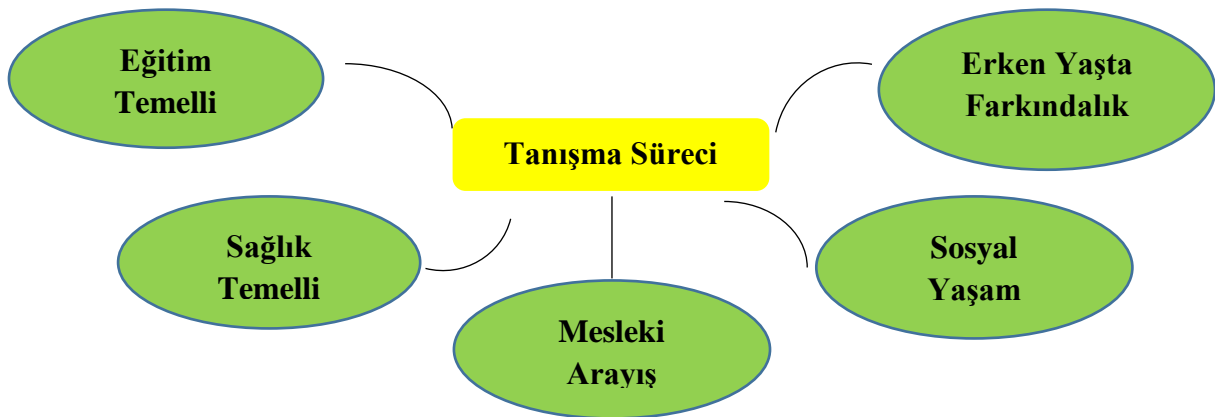 Eğitim
Temelli
Erken Yaşta
Farkındalık
Tanışma Süreci
Sağlık
Temelli
Sosyal
Yaşam
Mesleki
Arayış